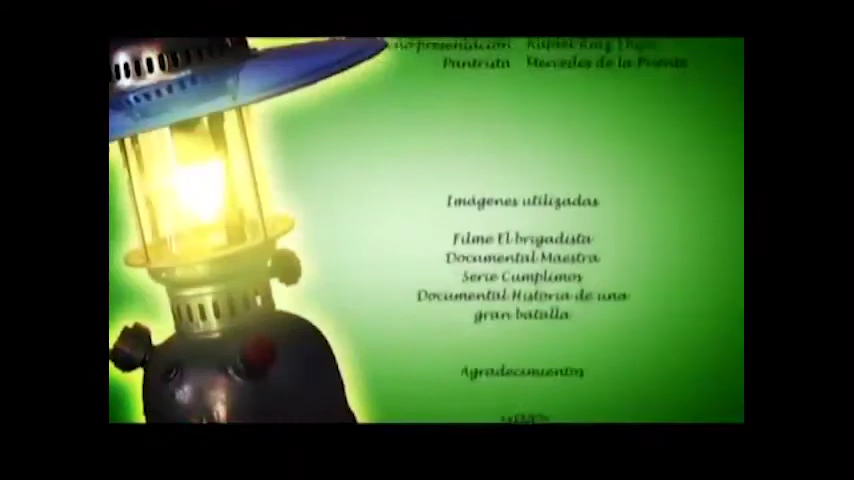 Pantruta Mercedes de la Puente
Imágenes utilizadas
Filme El brigadista
Documental Maestra
Serie Cumplimos
Documental Historia de una
gran batalla
Agradecimientos